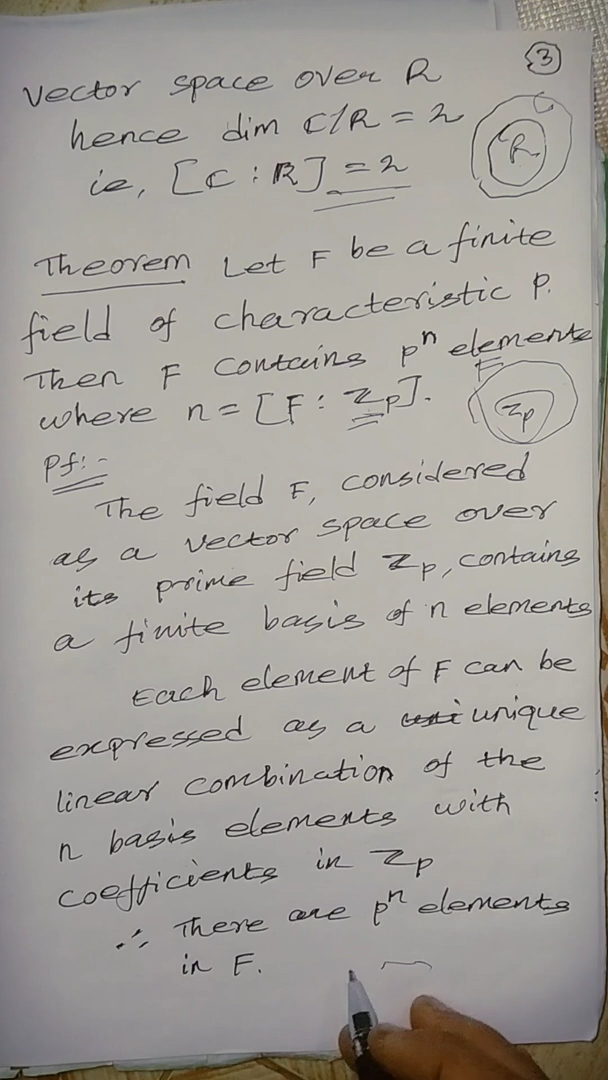 ③
Vector space over R
hence dim C/R = 2
ie, [C : R] = 2
C
R
Theorem Let F be a finite
field of characteristic p.
Then F contains pⁿ elements
where n = [F : Zp].
F
Zp
Pf:-
The field F, considered
as a vector space over
its prime field Zp, contains
a finite basis of n elements
Each element of F can be
expressed as a unique
linear combination of the
n basis elements with
coefficients in Zp
∴ There are pⁿ elements
in F.